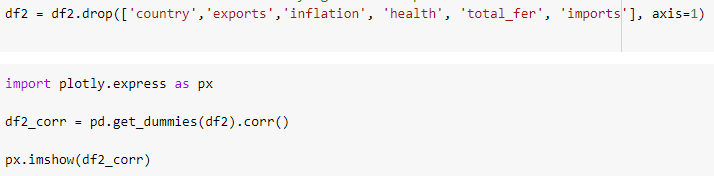 df2 = df2.drop(['country','exports','inflation', 'health', 'total_fer', 'imports'], axis=1)
import plotly.express as px
df2_corr = pd.get_dummies(df2).corr()
px.imshow(df2_corr)